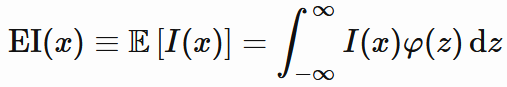 EI(x) ≡ 𝔼 [I(x)] = ∫_{-∞}^{∞} I(x)φ(z) dz